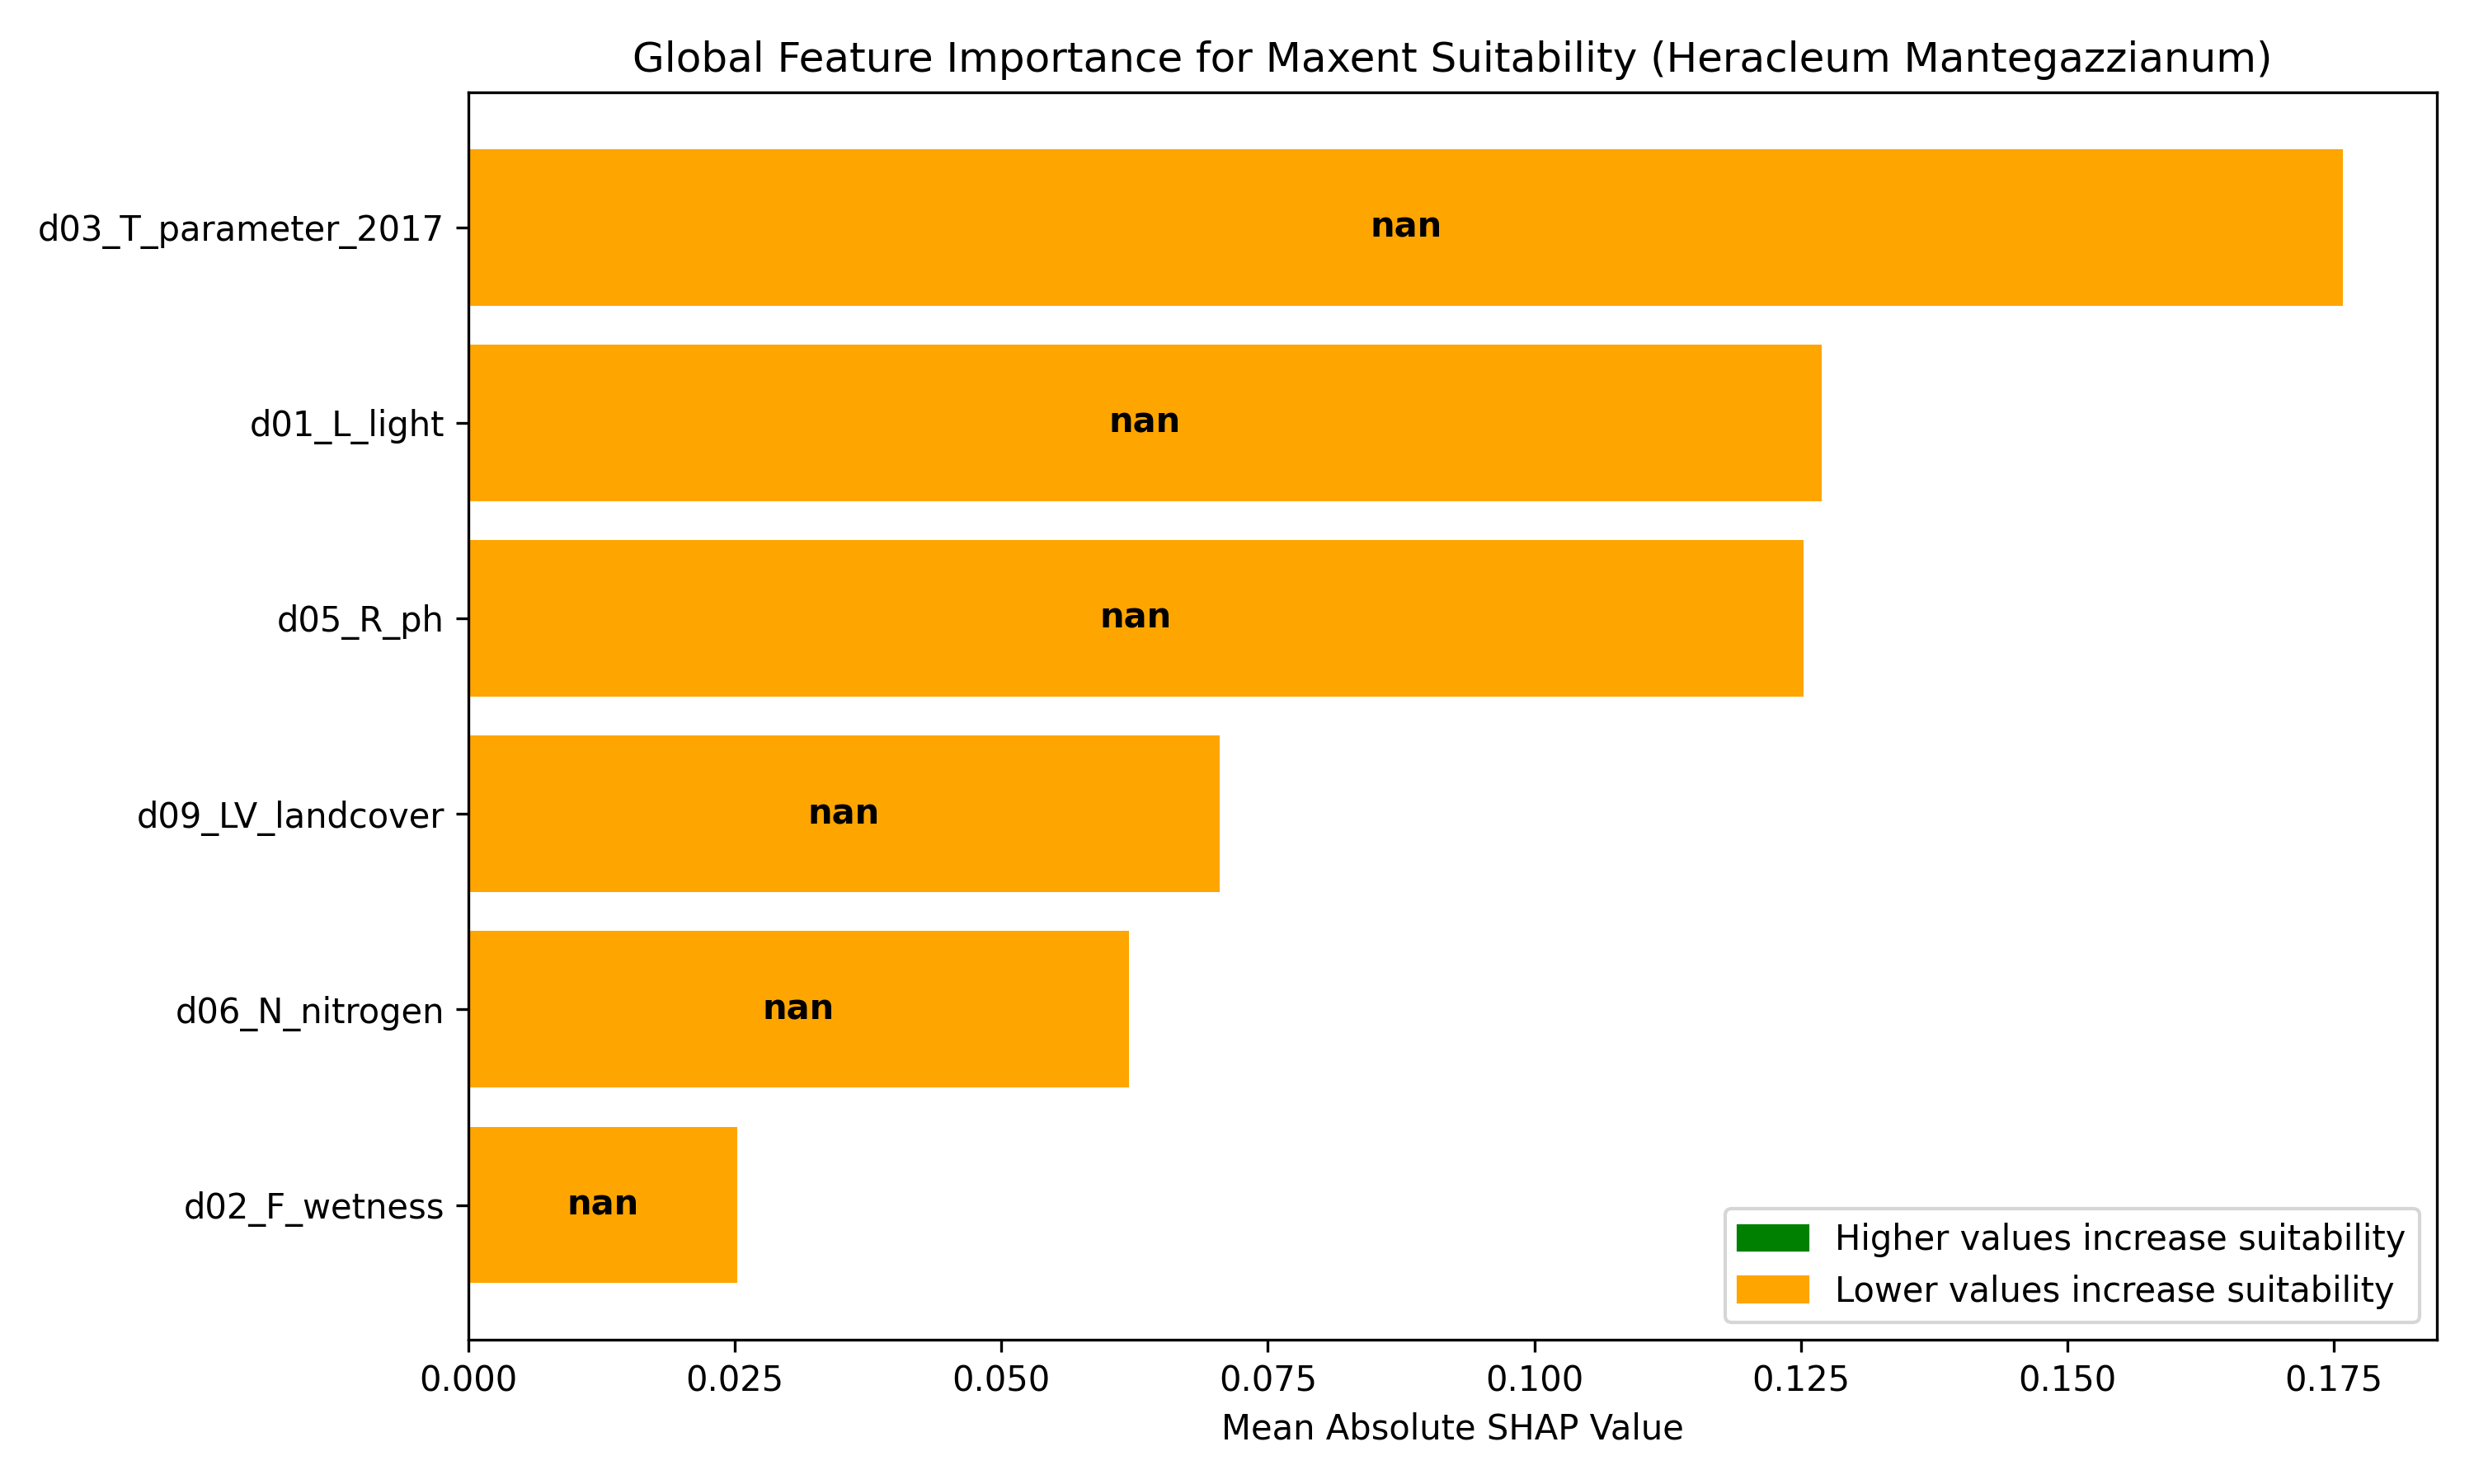 Global Feature Importance for Maxent Suitability (Heracleum Mantegazzianum)
d03_T_parameter_2017
nan
d01_L_light
nan
d05_R_ph
nan
d09_LV_landcover
nan
d06_N_nitrogen
nan
d02_F_wetness
nan
Higher values increase suitability
Lower values increase suitability
0.000 0.025 0.050 0.075 0.100 0.125 0.150 0.175
Mean Absolute SHAP Value